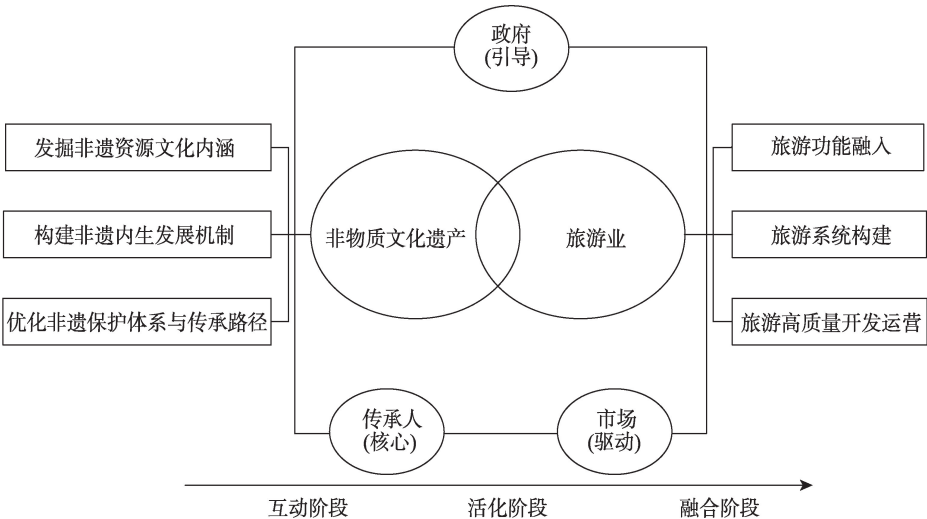 政府
(引导)
发掘非遗资源文化内涵
旅游功能融入
构建非遗内生发展机制
非物质文化遗产
旅游业
旅游系统构建
优化非遗保护体系与传承路径
旅游高质量开发运营
传承人
(核心)
市场
(驱动)
互动阶段
活化阶段
融合阶段